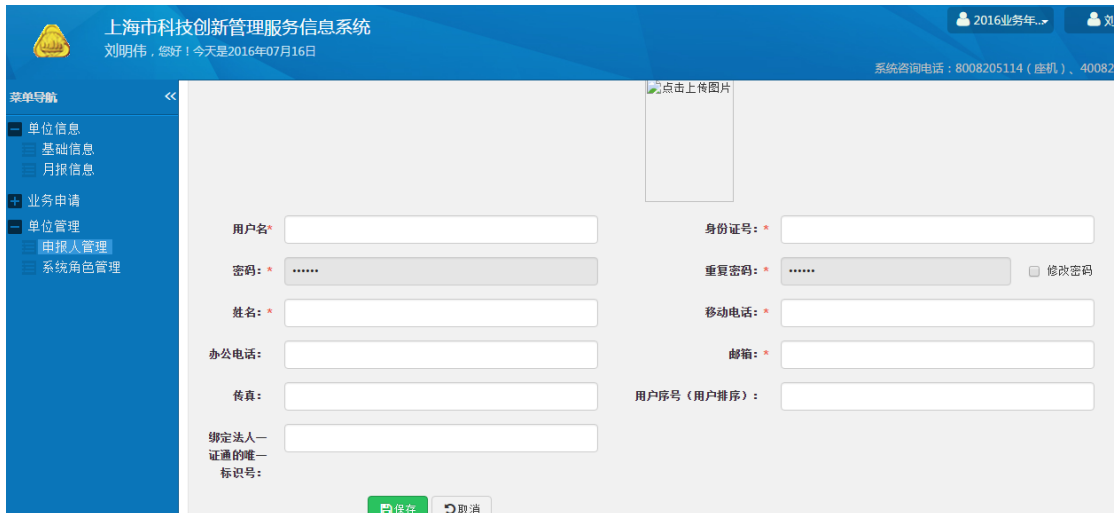 上海市科技创新管理服务信息系统
2016业务年..
刘明伟，您好！今天是2016年07月16日
系统咨询电话：8008205114（座机）、40082
菜单导航
点击上传图片
单位信息
基础信息
月报信息
业务申请
单位管理
申报人管理
系统角色管理
用户名*
身份证号：*
密码：* ••••••
重复密码：* •••••• 修改密码
姓名：*
移动电话：*
办公电话：
邮箱：*
传真：
用户序号（用户排序）：
绑定法人一
证通的唯一
标识号：
保存 取消